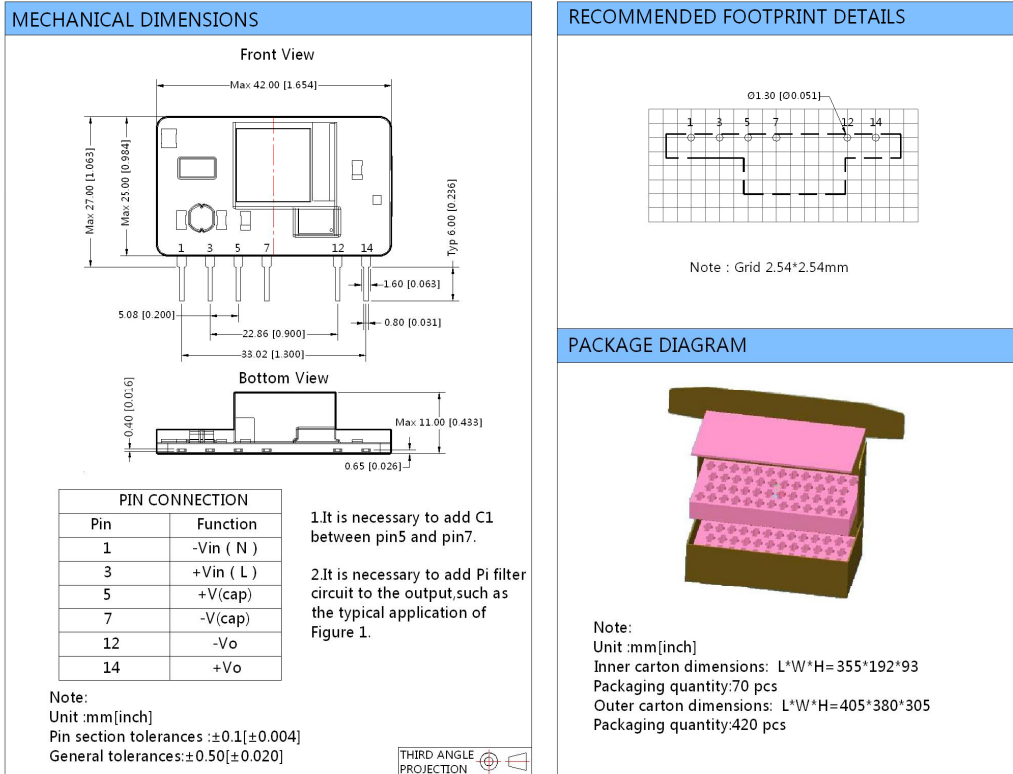 MECHANICAL DIMENSIONS
Front View
Max 42.00 [1.654]
Max 27.00 [1.063]
Max 25.00 [0.984]
Typ 6.00 [0.236]
1 3 5 7 12 14
1.60 [0.063]
5.08 [0.200]
0.80 [0.031]
22.86 [0.900]
33.02 [1.300]
Bottom View
0.40 [0.016]
Max 11.00 [0.433]
0.65 [0.026]
PIN CONNECTION
Pin Function
1 -Vin ( N )
3 +Vin ( L )
5 +V(cap)
7 -V(cap)
12 -Vo
14 +Vo
1.It is necessary to add C1
between pin5 and pin7.
2.It is necessary to add Pi filter
circuit to the output,such as
the typical application of
Figure 1.
Note:
Unit :mm[inch]
Pin section tolerances :±0.1[±0.004]
General tolerances:±0.50[±0.020]
THIRD ANGLE
PROJECTION
RECOMMENDED FOOTPRINT DETAILS
Ø1.30 [Ø0.051]
1 3 5 7 12 14
Note : Grid 2.54*2.54mm
PACKAGE DIAGRAM
Note:
Unit :mm[inch]
Inner carton dimensions: L*W*H=355*192*93
Packaging quantity:70 pcs
Outer carton dimensions: L*W*H=405*380*305
Packaging quantity:420 pcs